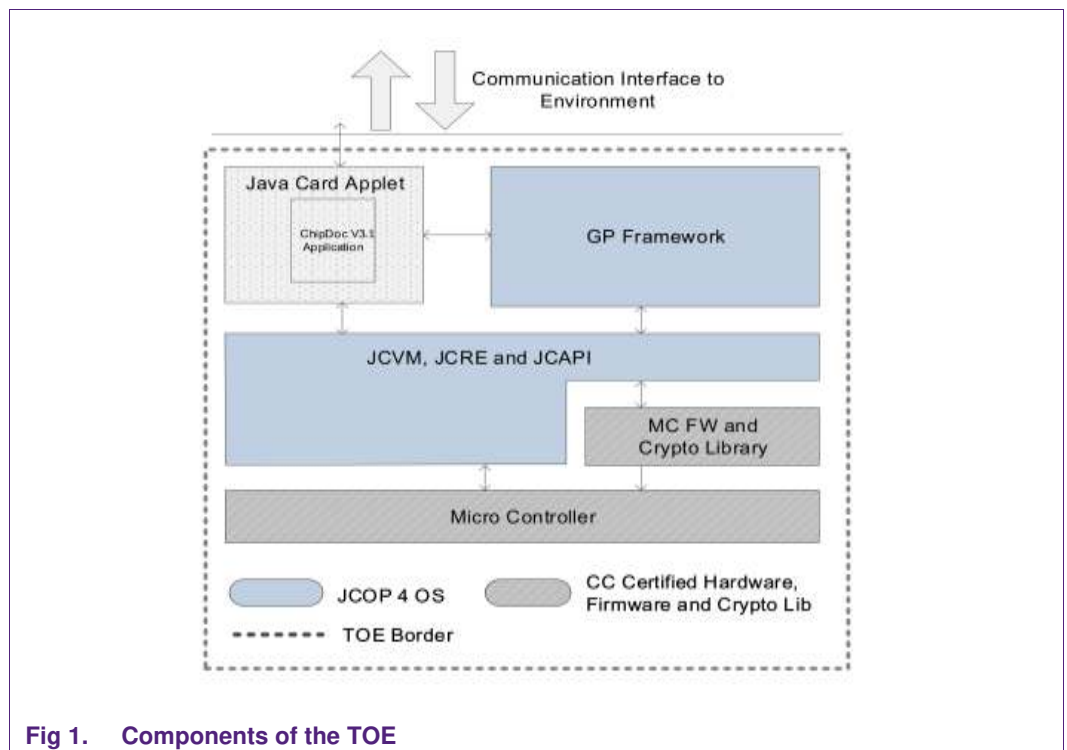 Communication Interface to
Environment
Java Card Applet
ChipDoc V3.1
Application
GP Framework
JCVM, JCRE and JCAPI
MC FW and
Crypto Library
Micro Controller
JCOP 4 OS
CC Certified Hardware,
Firmware and Crypto Lib
TOE Border
Fig 1. Components of the TOE